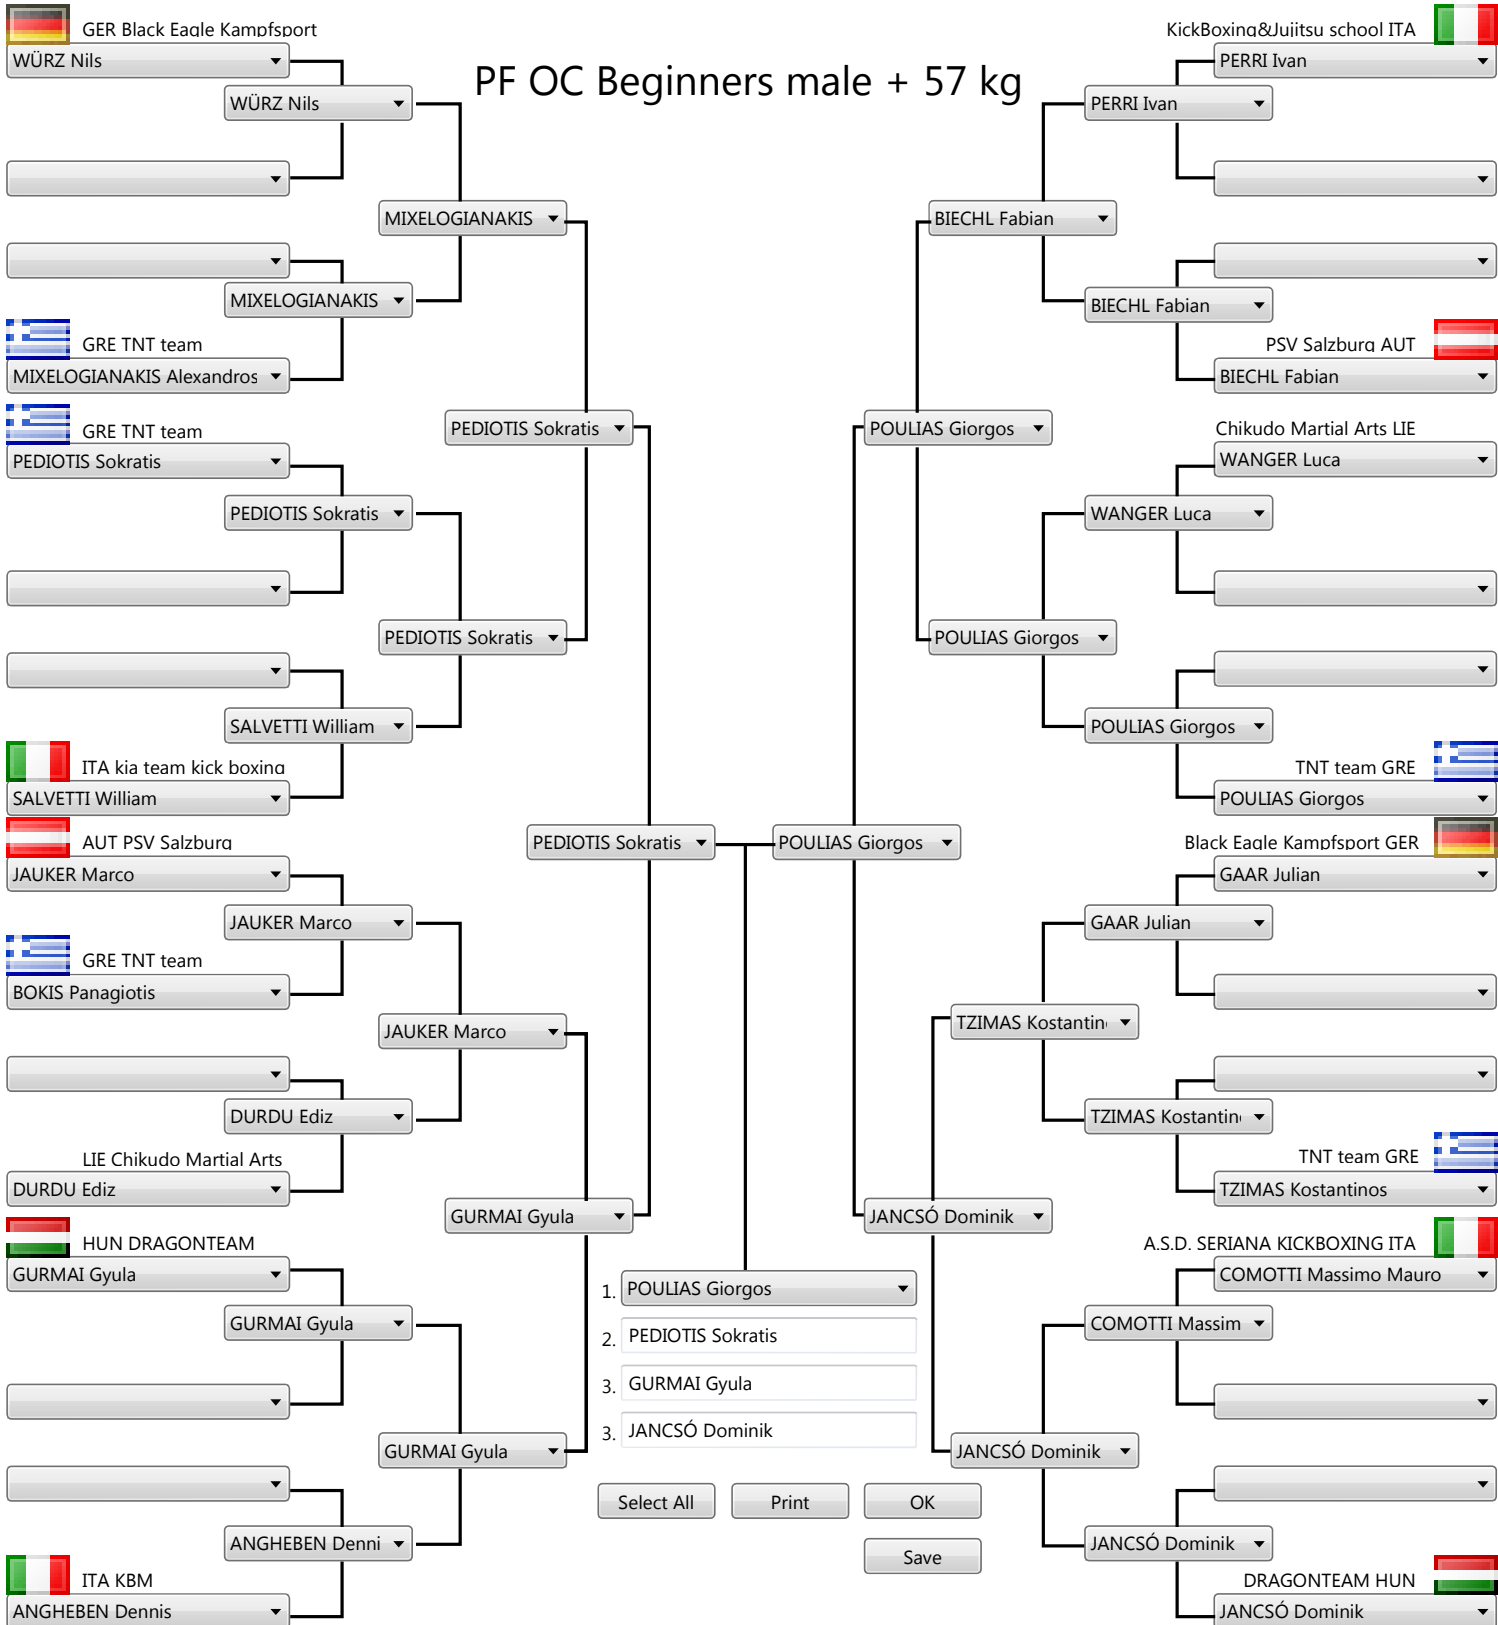 GER Black Eagle Kampfsport
WÜRZ Nils
WÜRZ Nils
MIXELOGIANAKIS
MIXELOGIANAKIS
GRE TNT team
MIXELOGIANAKIS Alexandros
GRE TNT team
PEDIOTIS Sokratis
PEDIOTIS Sokratis
PEDIOTIS Sokratis
PEDIOTIS Sokratis
SALVETTI William
ITA kia team kick boxing
SALVETTI William
AUT PSV Salzburg
JAUKER Marco
JAUKER Marco
GRE TNT team
BOKIS Panagiotis
JAUKER Marco
DURDU Ediz
LIE Chikudo Martial Arts
DURDU Ediz
GURMAI Gyula
HUN DRAGONTEAM
GURMAI Gyula
GURMAI Gyula
GURMAI Gyula
ANGHEBEN Denni
ITA KBM
ANGHEBEN Dennis
PF OC Beginners male + 57 kg
PEDIOTIS Sokratis
POULIAS Giorgos
1. POULIAS Giorgos
2. PEDIOTIS Sokratis
3. GURMAI Gyula
3. JANCSÓ Dominik
Select All
Print
OK
Save
KickBoxing&Jujitsu school ITA
PERRI Ivan
PERRI Ivan
BIECHL Fabian
BIECHL Fabian
PSV Salzburg AUT
BIECHL Fabian
POULIAS Giorgos
Chikudo Martial Arts LIE
WANGER Luca
WANGER Luca
POULIAS Giorgos
POULIAS Giorgos
TNT team GRE
POULIAS Giorgos
Black Eagle Kampfsport GER
GAAR Julian
GAAR Julian
TZIMAS Kostantin
TZIMAS Kostantin
TNT team GRE
TZIMAS Kostantinos
JANCSÓ Dominik
A.S.D. SERIANA KICKBOXING ITA
COMOTTI Massimo Mauro
COMOTTI Massim
JANCSÓ Dominik
JANCSÓ Dominik
DRAGONTEAM HUN
JANCSÓ Dominik